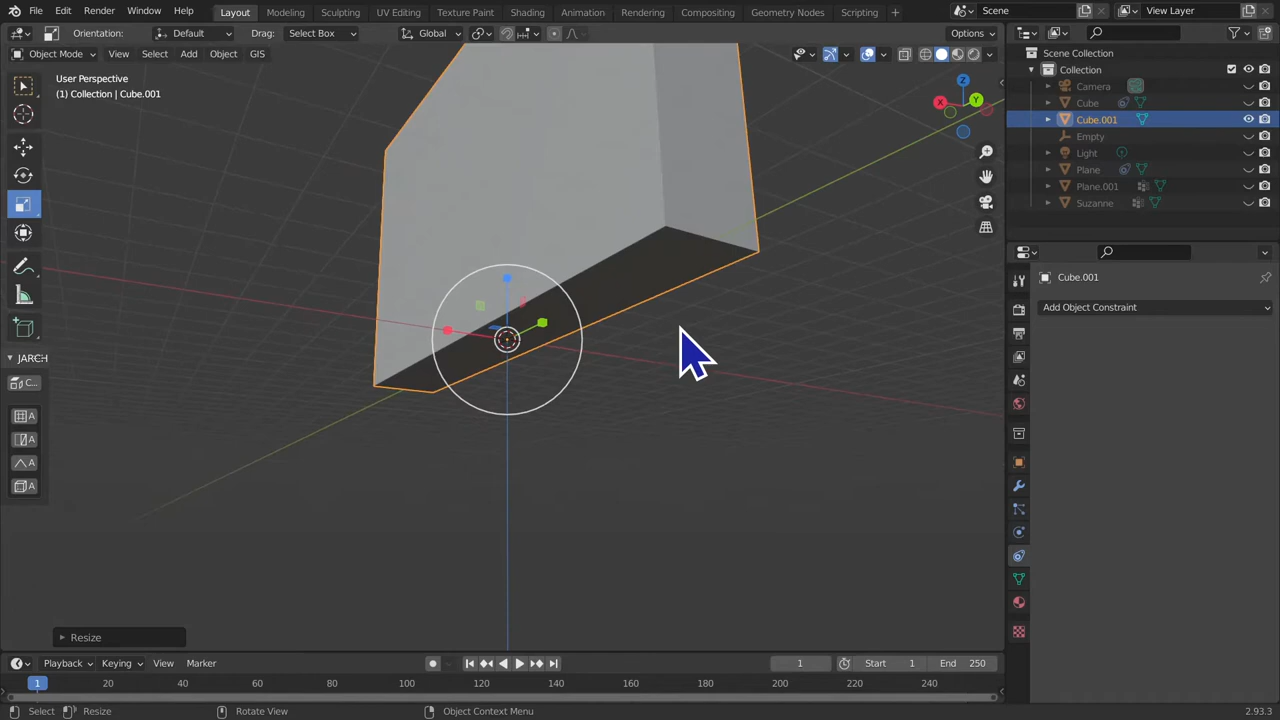 File Edit Render Window Help Layout Modeling Sculpting UV Editing Texture Paint Shading Animation Rendering Compositing Geometry Nodes Scripting + Scene View Layer
Orientation: Default Drag: Select Box Global Options
Object Mode View Select Add Object GIS
User Perspective
(1) Collection | Cube.001
Z
X
Y
JARCH
C...
A
A
A
A
Resize
Scene Collection
Collection
Camera
Cube
Cube.001
Empty
Light
Plane
Plane.001
Suzanne
Cube.001
Add Object Constraint
Playback Keying View Marker 1 Start 1 End 250
1 20 40 60 80 100 120 140 160 180 200 220 240
Select Resize Rotate View Object Context Menu 2.93.3